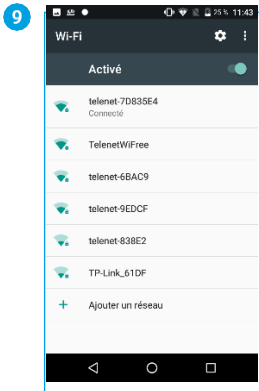 9
25 % 11:43
Wi-Fi
Activé
telenet-7D835E4
Connecté
TelenetWiFree
telenet-6BAC9
telenet-9EDCF
telenet-838E2
TP-Link_61DF
Ajouter un réseau